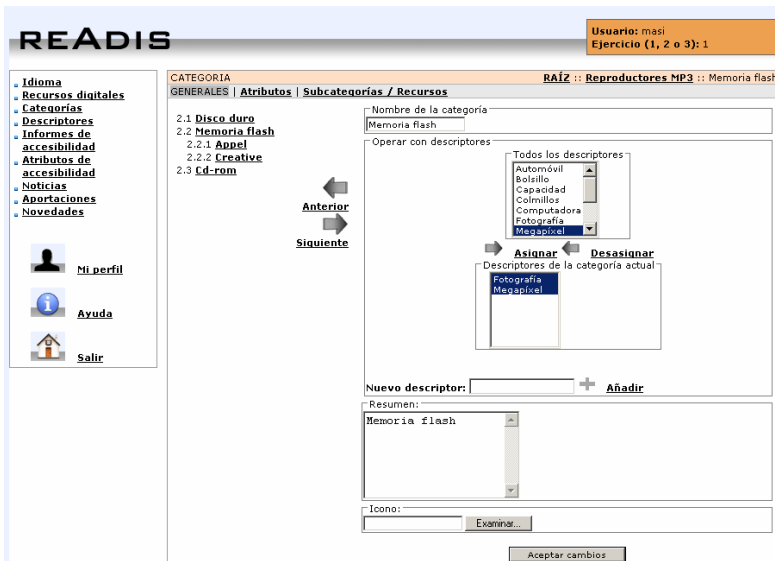 READIS
Usuario: masi
Ejercicio (1, 2 o 3): 1
Idioma
Recursos digitales
Categorías
Descriptores
Informes de
accesibilidad
Atributos de
accesibilidad
Noticias
Aportaciones
Novedades
Mi perfil
Ayuda
Salir
CATEGORIA
RAÍZ :: Reproductores MP3 :: Memoria flash
GENERALES | Atributos | Subcategorías / Recursos
2.1 Disco duro
2.2 Memoria flash
2.2.1 Appel
2.2.2 Creative
2.3 Cd-rom
Anterior
Siguiente
Nombre de la categoría
Memoria flash
Operar con descriptores
Todos los descriptores
Automóvil
Bolsillo
Capacidad
Colmillos
Computadora
Fotografía
Megapíxel
Asignar
Desasignar
Descriptores de la categoría actual
Fotografía
Megapíxel
Nuevo descriptor:
Añadir
Resumen:
Memoria flash
Icono:
Examinar...
Aceptar cambios